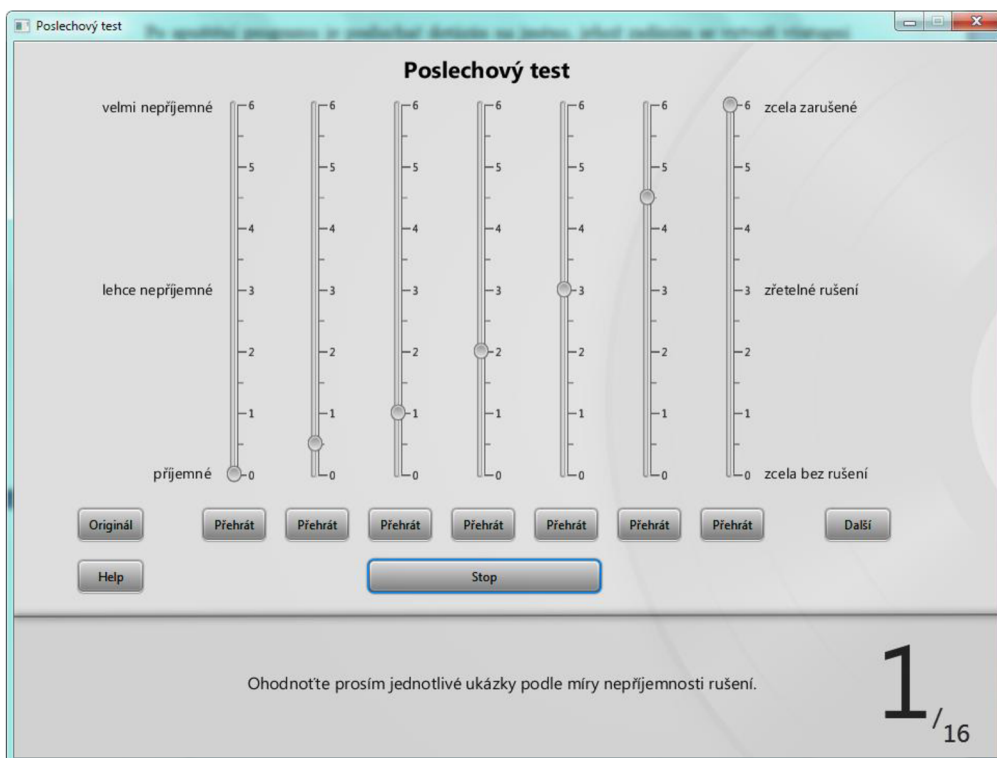 Poslechový test
Poslechový test
velmi nepříjemné 6 6 6 6 6 6 6 zcela zarušené
5 5 5 5 5 5 5
4 4 4 4 4 4 4
lehce nepříjemné 3 3 3 3 3 3 3 zřetelné rušení
2 2 2 2 2 2 2
1 1 1 1 1 1 1
příjemné 0 0 0 0 0 0 0 zcela bez rušení
Originál Přehrát Přehrát Přehrát Přehrát Přehrát Přehrát Přehrát Další
Help Stop
Ohodnoťte prosím jednotlivé ukázky podle míry nepříjemnosti rušení.
1/16